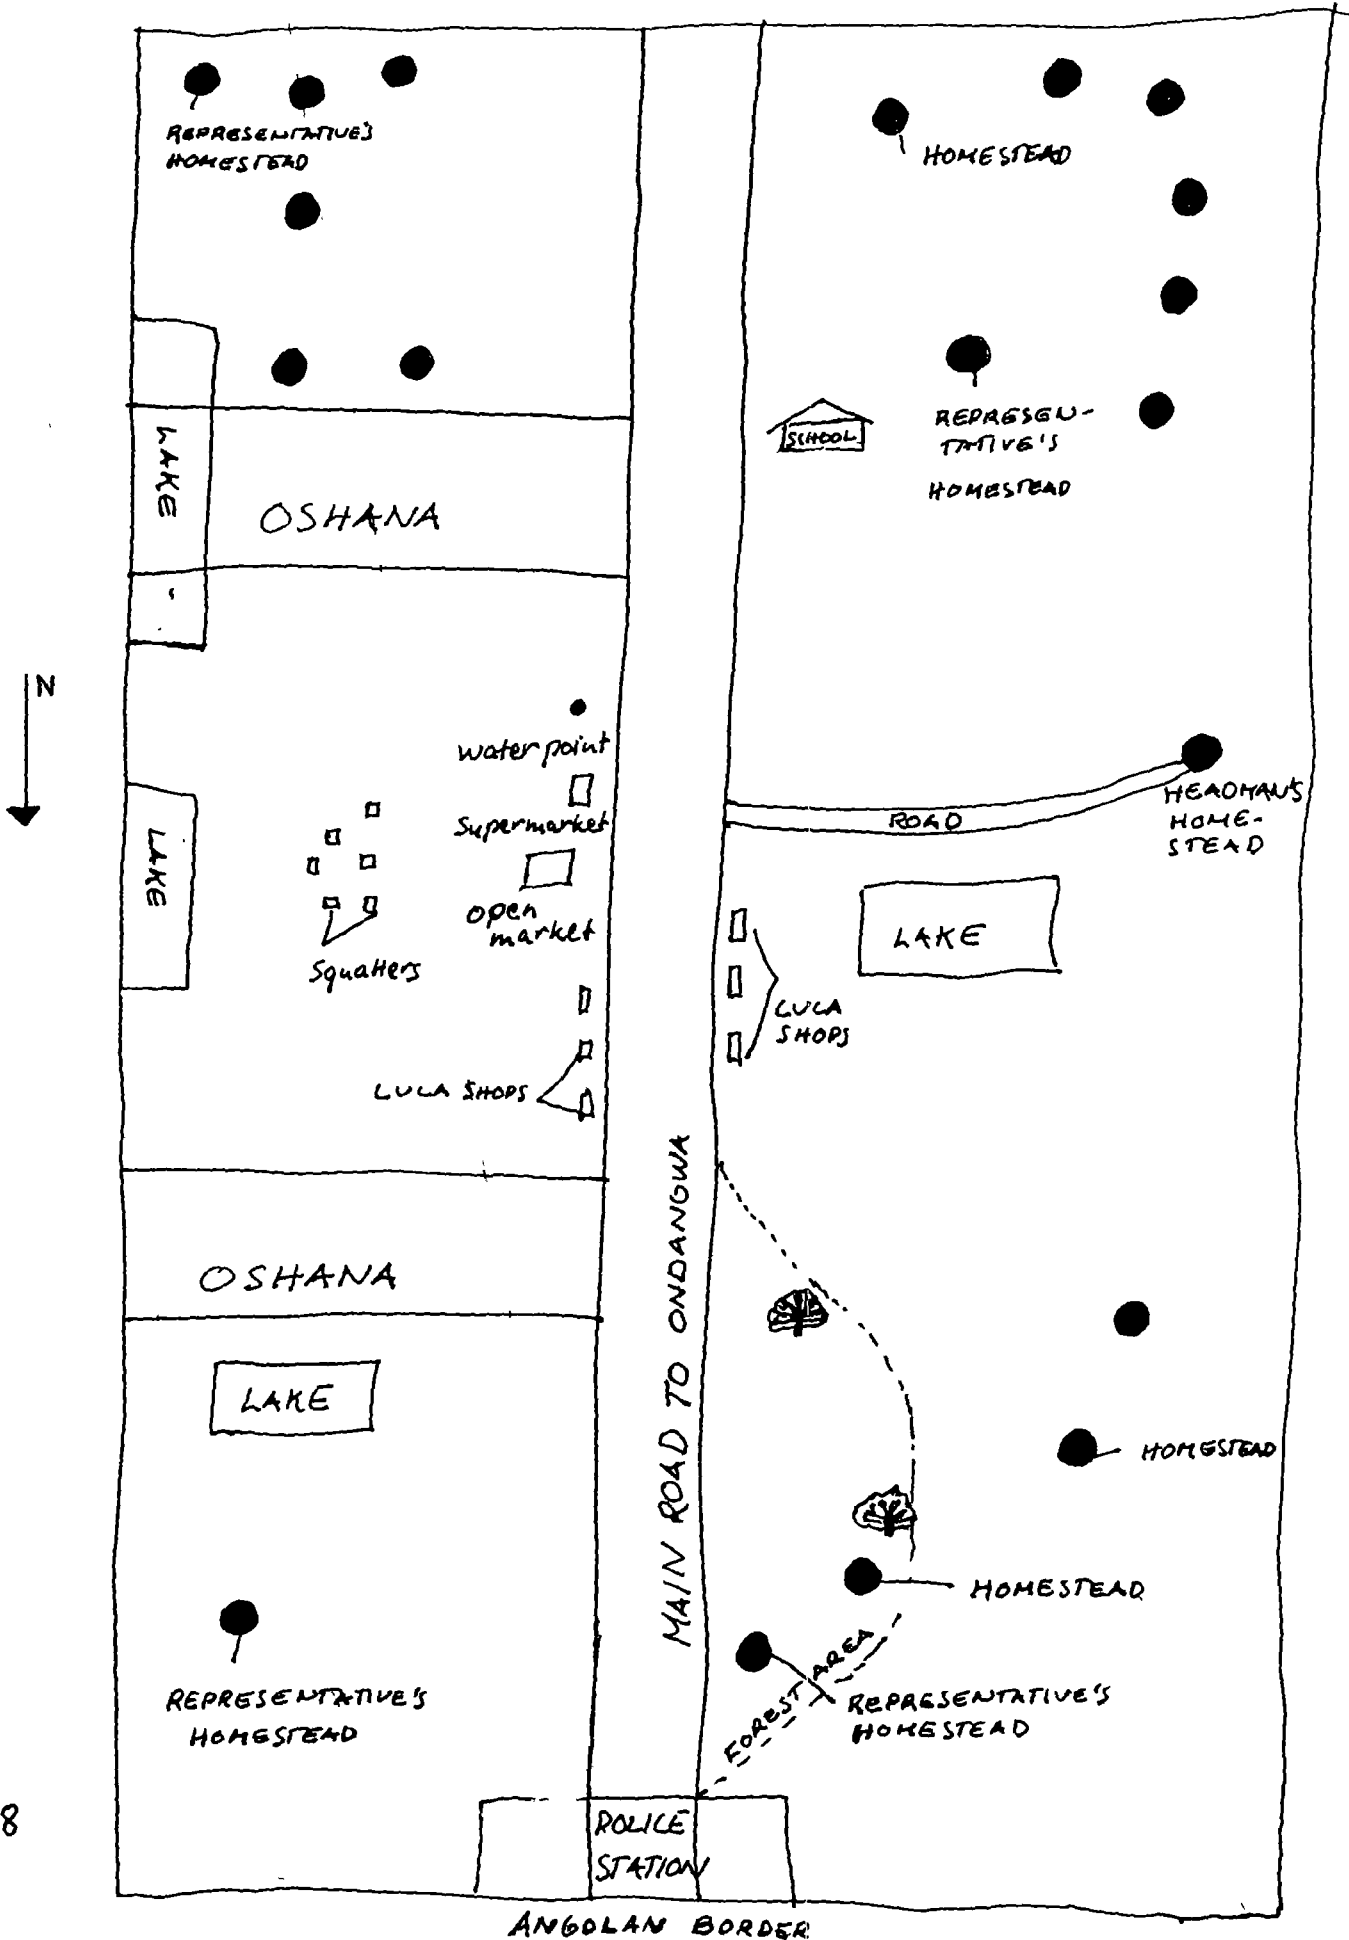 REPRESENTATIVE'S
HOMESTEAD
HOMESTEAD
LAKE
OSHANA
SCHOOL
REPRESEN-
TATIVE'S
HOMESTEAD
N
Water point
Supermarket
Open
market
LAKE
Squatters
ROAD
HEADMAN'S
HOME-
STEAD
LAKE
LULA
SHOPS
LULA SHOPS
MAIN ROAD TO ONDANGWA
OSHANA
LAKE
HOMESTEAD
HOMESTEAD
FOREST AREA
REPRESENTATIVE'S
HOMESTEAD
REPRESENTATIVE'S
HOMESTEAD
POLICE
STATION
8
ANGOLAN BORDER